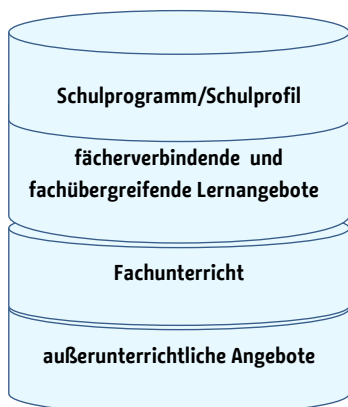 Schulprogramm/Schulprofil
fächerverbindende und
fachübergreifende Lernangebote
Fachunterricht
außerunterrichtliche Angebote